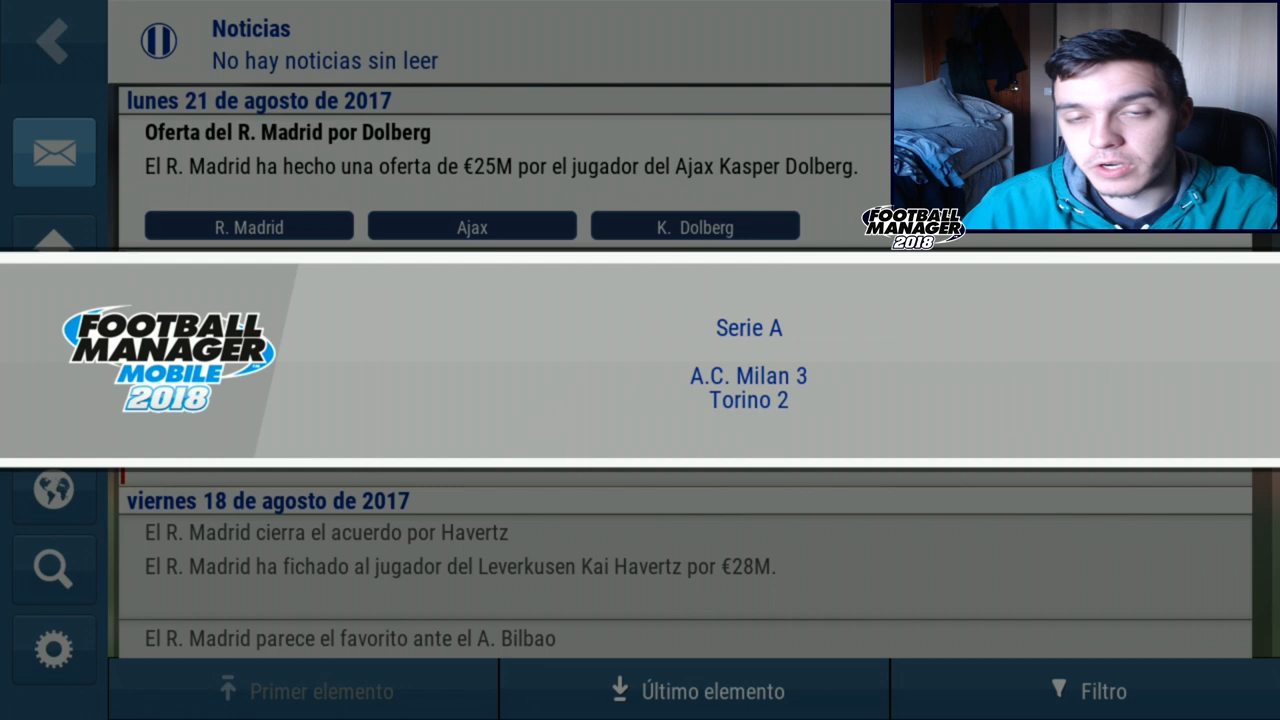 Noticias
No hay noticias sin leer
lunes 21 de agosto de 2017
Oferta del R. Madrid por Dolberg
El R. Madrid ha hecho una oferta de €25M por el jugador del Ajax Kasper Dolberg.
R. Madrid
Ajax
K. Dolberg
FOOTBALL
MANAGER
2018
FOOTBALL
MANAGER
MOBILE
2018
Serie A
A.C. Milan 3
Torino 2
viernes 18 de agosto de 2017
El R. Madrid cierra el acuerdo por Havertz
El R. Madrid ha fichado al jugador del Leverkusen Kai Havertz por €28M.
El R. Madrid parece el favorito ante el A. Bilbao
Primer elemento
Último elemento
Filtro